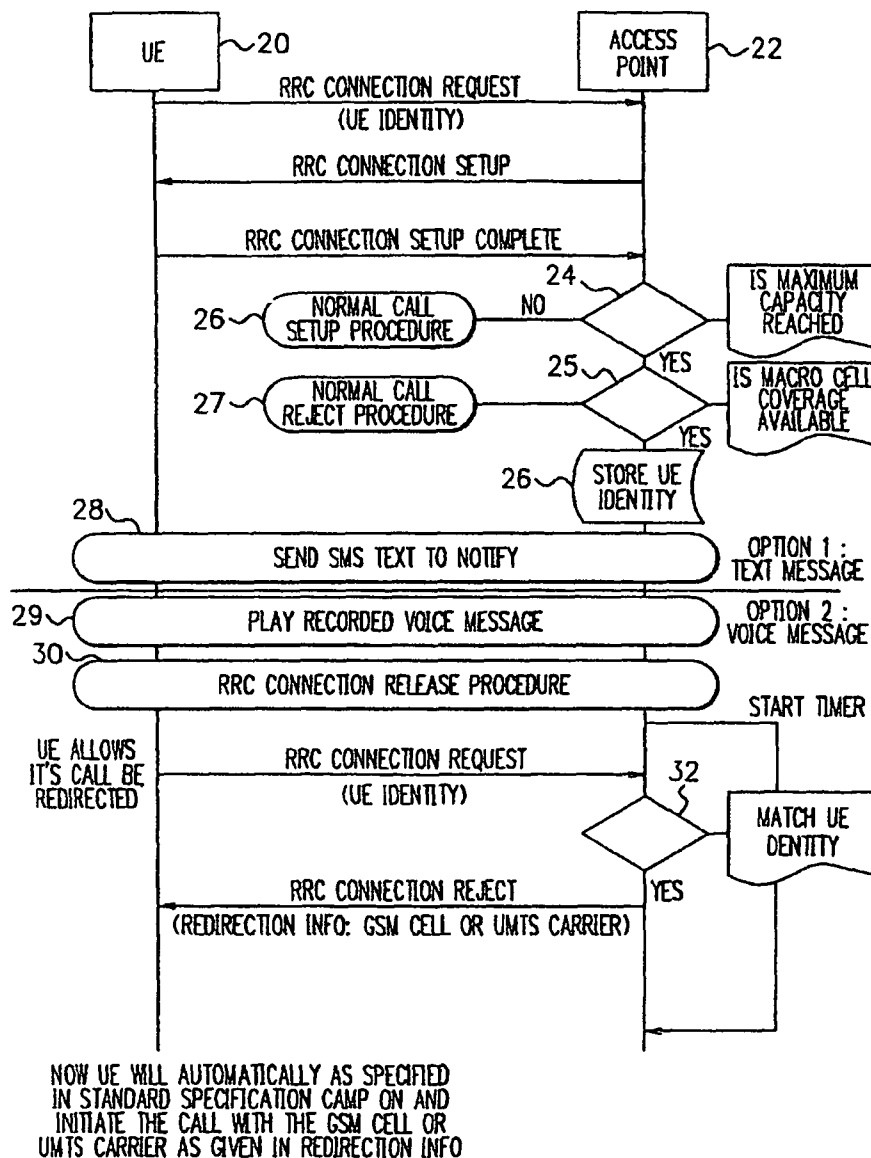 UE
20
ACCESS
POINT
22
RRC CONNECTION REQUEST
(UE IDENTITY)
RRC CONNECTION SETUP
RRC CONNECTION SETUP COMPLETE
24
IS MAXIMUM
CAPACITY
REACHED
26
NORMAL CALL
SETUP PROCEDURE
NO
YES
25
IS MACRO CELL
COVERAGE
AVAILABLE
27
NORMAL CALL
REJECT PROCEDURE
YES
26
STORE UE
IDENTITY
28
SEND SMS TEXT TO NOTIFY
OPTION 1 :
TEXT MESSAGE
29
PLAY RECORDED VOICE MESSAGE
OPTION 2 :
VOICE MESSAGE
30
RRC CONNECTION RELEASE PROCEDURE
START TIMER
UE ALLOWS
IT'S CALL BE
REDIRECTED
RRC CONNECTION REQUEST
(UE IDENTITY)
32
MATCH UE
DENTITY
YES
RRC CONNECTION REJECT
(REDIRECTION INFO: GSM CELL OR UMTS CARRIER)
NOW UE WILL AUTOMATICALLY AS SPECIFIED
IN STANDARD SPECIFICATION CAMP ON AND
INITIATE THE CALL WITH THE GSM CELL OR
UMTS CARRIER AS GIVEN IN REDIRECTION INFO